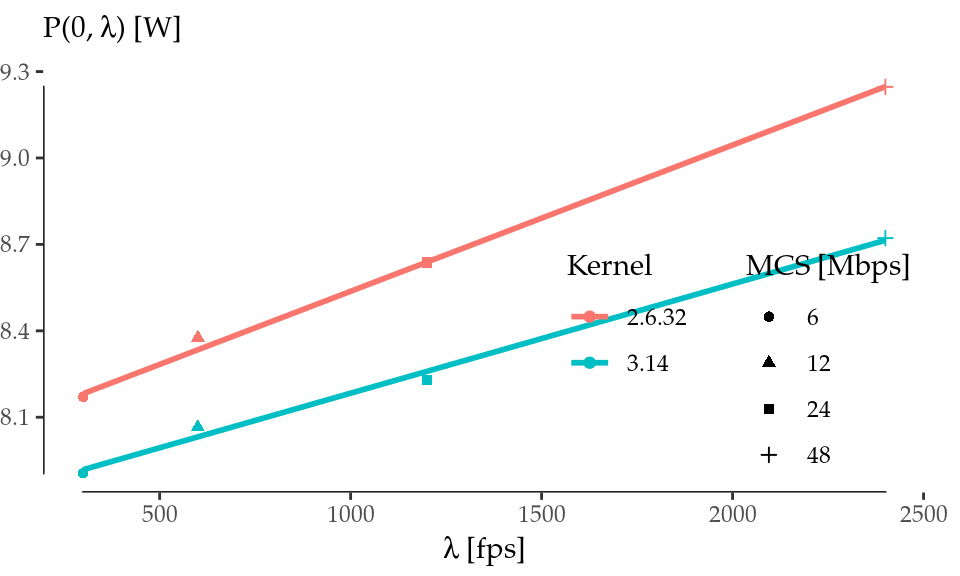 P(0, λ) [W]
9.3
9.0
8.7
8.4
8.1
Kernel
2.6.32
3.14
MCS [Mbps]
6
12
24
48
500 1000 1500 2000 2500
λ [fps]